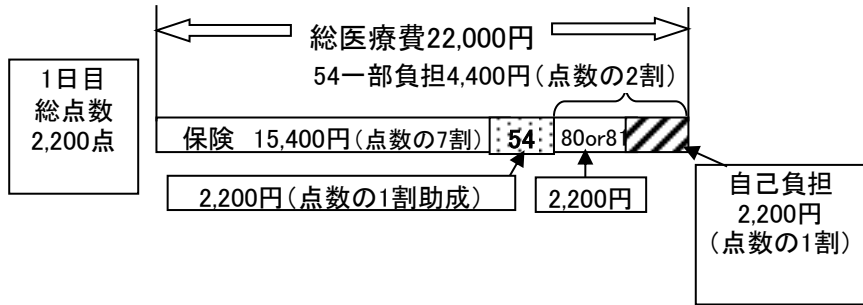 総医療費22,000円
54一部負担4,400円(点数の2割)
1日目
総点数
2,200点
保険 15,400円(点数の7割)
54
80or81
2,200円(点数の1割助成)
2,200円
自己負担
2,200円
(点数の1割)